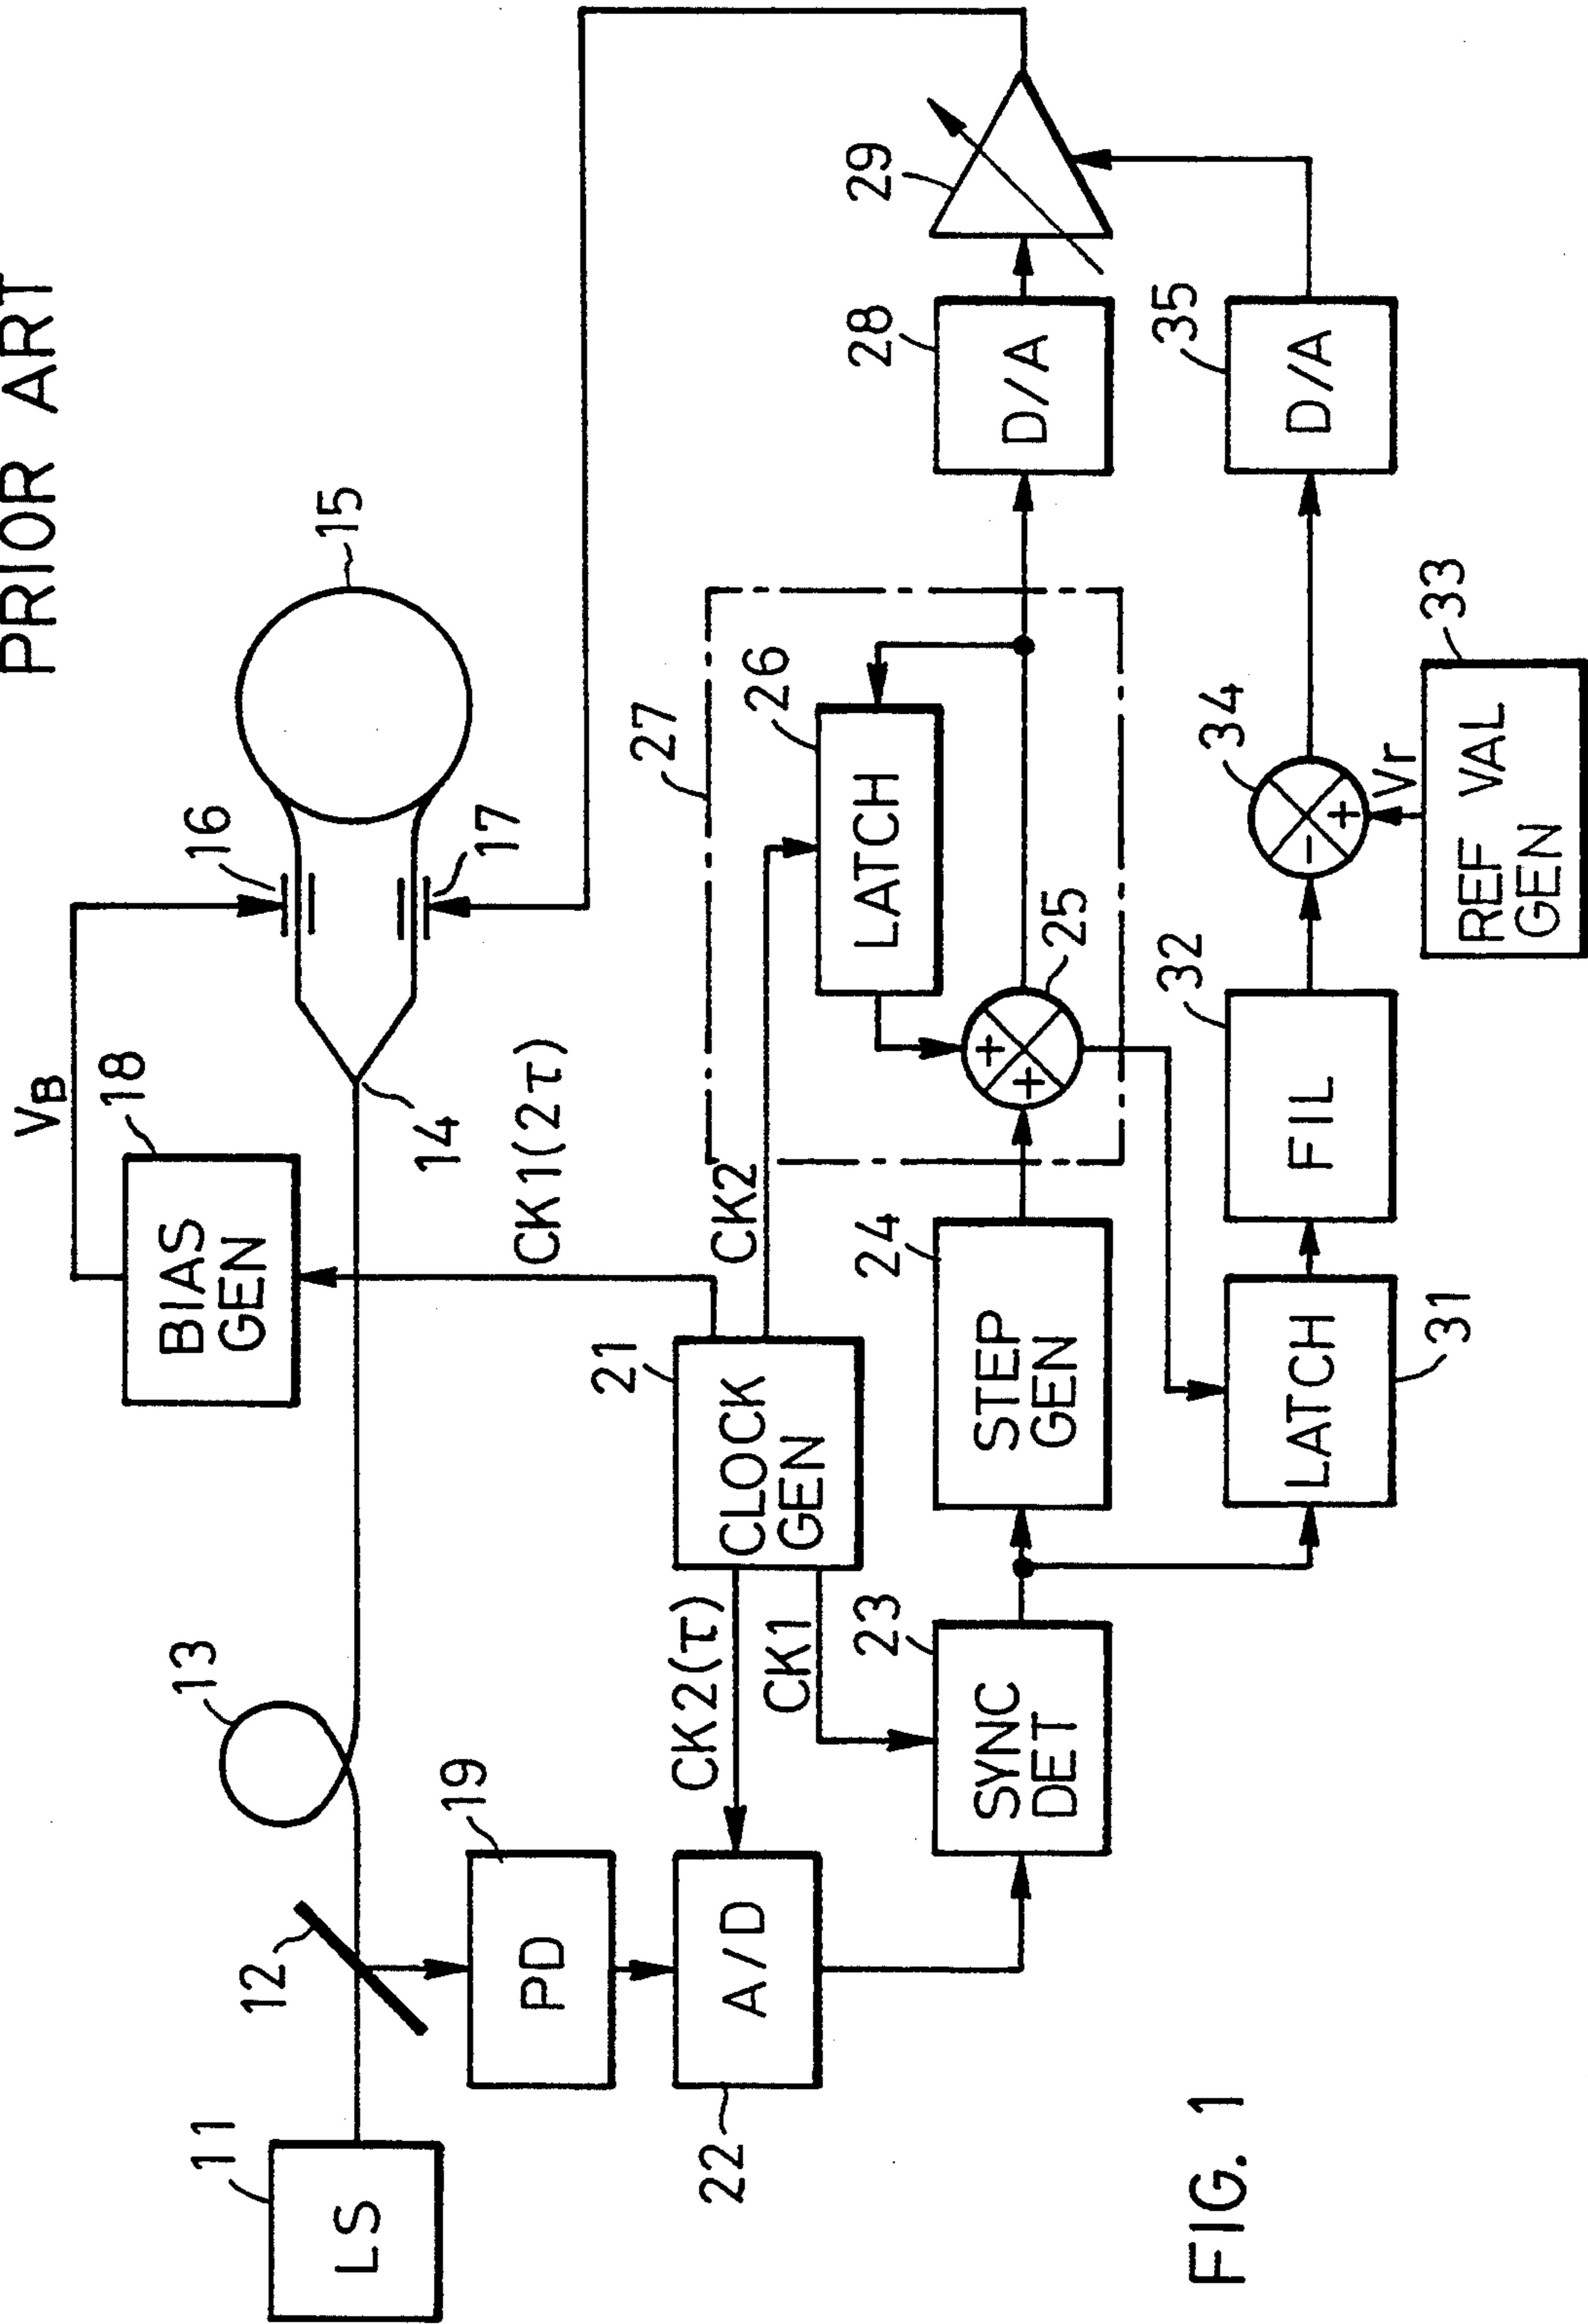 PRIOR ART
15
16
17
VB
18
BIAS
GEN
14
CK1(2τ)
13
12
11
LS
19
PD
22
A/D
CK2(τ)
CK1
21
CLOCK
GEN
CK2
27
26
LATCH
25
24
STEP
GEN
23
SYNC
DET
28
D/A
29
35
D/A
34
+
-
Vr
33
REF VAL
GEN
32
FIL
31
LATCH
+
+
FIG. 1